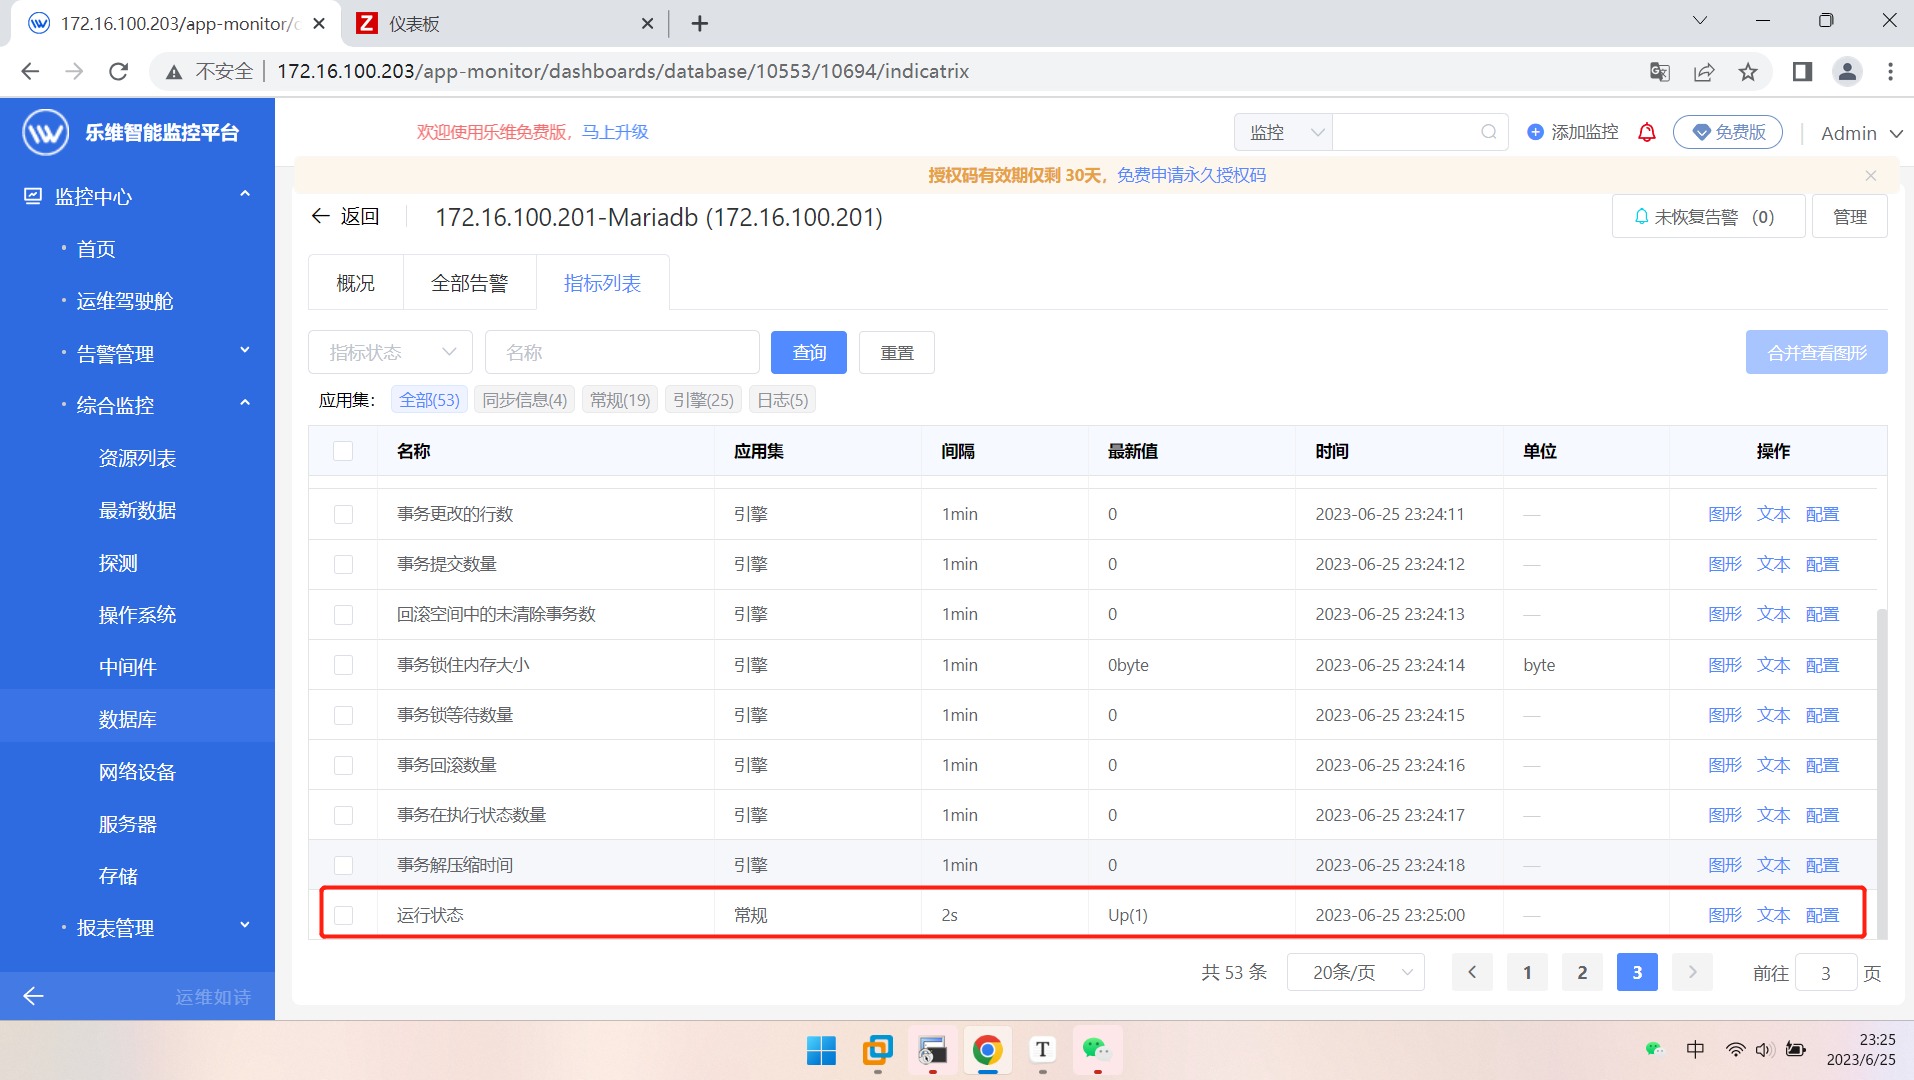 172.16.100.203/app-monitor/
仪表板
不安全
172.16.100.203/app-monitor/dashboards/database/10553/10694/indicatrix
乐维智能监控平台
欢迎使用乐维免费版，马上升级
监控
添加监控
免费版
Admin
授权码有效期仅剩 30天，免费申请永久授权码
监控中心
首页
运维驾驶舱
告警管理
综合监控
资源列表
最新数据
探测
操作系统
中间件
数据库
网络设备
服务器
存储
报表管理
运维如诗
返回
172.16.100.201-Mariadb (172.16.100.201)
未恢复告警 (0)
管理
概况 全部告警 指标列表
指标状态 名称 查询 重置 合并查看图形
应用集： 全部(53) 同步信息(4) 常规(19) 引擎(25) 日志(5)
名称 应用集 间隔 最新值 时间 单位 操作
事务更改的行数 引擎 1min 0 2023-06-25 23:24:11 — 图形 文本 配置
事务提交数量 引擎 1min 0 2023-06-25 23:24:12 — 图形 文本 配置
回滚空间中的未清除事务数 引擎 1min 0 2023-06-25 23:24:13 — 图形 文本 配置
事务锁住内存大小 引擎 1min 0byte 2023-06-25 23:24:14 byte 图形 文本 配置
事务锁等待数量 引擎 1min 0 2023-06-25 23:24:15 — 图形 文本 配置
事务回滚数量 引擎 1min 0 2023-06-25 23:24:16 — 图形 文本 配置
事务在执行状态数量 引擎 1min 0 2023-06-25 23:24:17 — 图形 文本 配置
事务解压缩时间 引擎 1min 0 2023-06-25 23:24:18 — 图形 文本 配置
运行状态 常规 2s Up(1) 2023-06-25 23:25:00 — 图形 文本 配置
共 53 条 20条/页 1 2 3 前往 3 页
中
23:25
2023/6/25